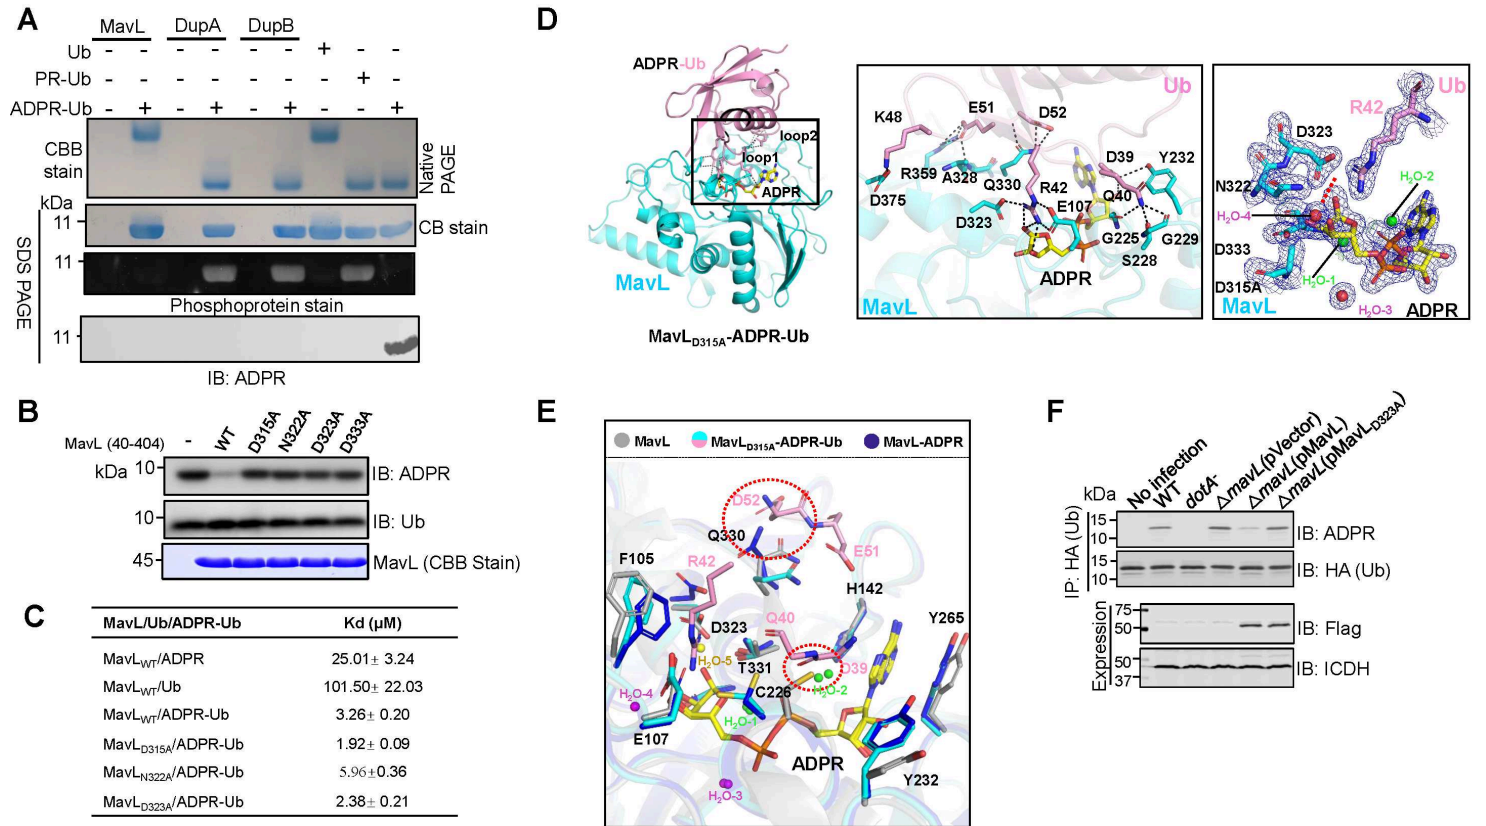 A
MavL DupA DupB
Ub - - - - - - + - -
PR-Ub - - - - - - - + -
ADPR-Ub - + - + - + - - +
CBB
stain
Native
PAGE
kDa
11
CB stain
11
Phosphoprotein stain
11
SDS PAGE
IB: ADPR
B
MavL (40-404) - WT D315A N322A D323A D333A
kDa 10 IB: ADPR
10 IB: Ub
45 MavL (CBB Stain)
C
MavL/Ub/ADPR-Ub Kd (µM)
MavLWT/ADPR 25.01± 3.24
MavLWT/Ub 101.50± 22.03
MavLWT/ADPR-Ub 3.26± 0.20
MavLD315A/ADPR-Ub 1.92± 0.09
MavLN322A/ADPR-Ub 5.96±0.36
MavLD323A/ADPR-Ub 2.38± 0.21
D
ADPR-Ub
loop2
loop1
ADPR
MavL
MavLD315A-ADPR-Ub
Ub
E51
D52
K48
D39
Y232
R359
A328
Q330
R42
Q40
D375
E107
D323
G225
G229
S228
ADPR
MavL
Ub
R42
D323
H2O-2
N322
H2O-4
D333
H2O-1
D315A
MavL
H2O-3
ADPR
E
MavL MavLD315A-ADPR-Ub MavL-ADPR
D52
Q330
E51
F105
R42
H142
Q40
Y265
D323
H2O-5
T331
D39
C226
H2O-2
H2O-4
H2O-1
E107
ADPR
Y232
H2O-3
F
No infection
WT
dotA-
ΔmavL(pVector)
ΔmavL(pMavL)
ΔmavL(pMavLD323A)
kDa
IP: HA (Ub)
15
10
IB: ADPR
15
10
IB: HA (Ub)
Expression
75
50
IB: Flag
50
37
IB: ICDH